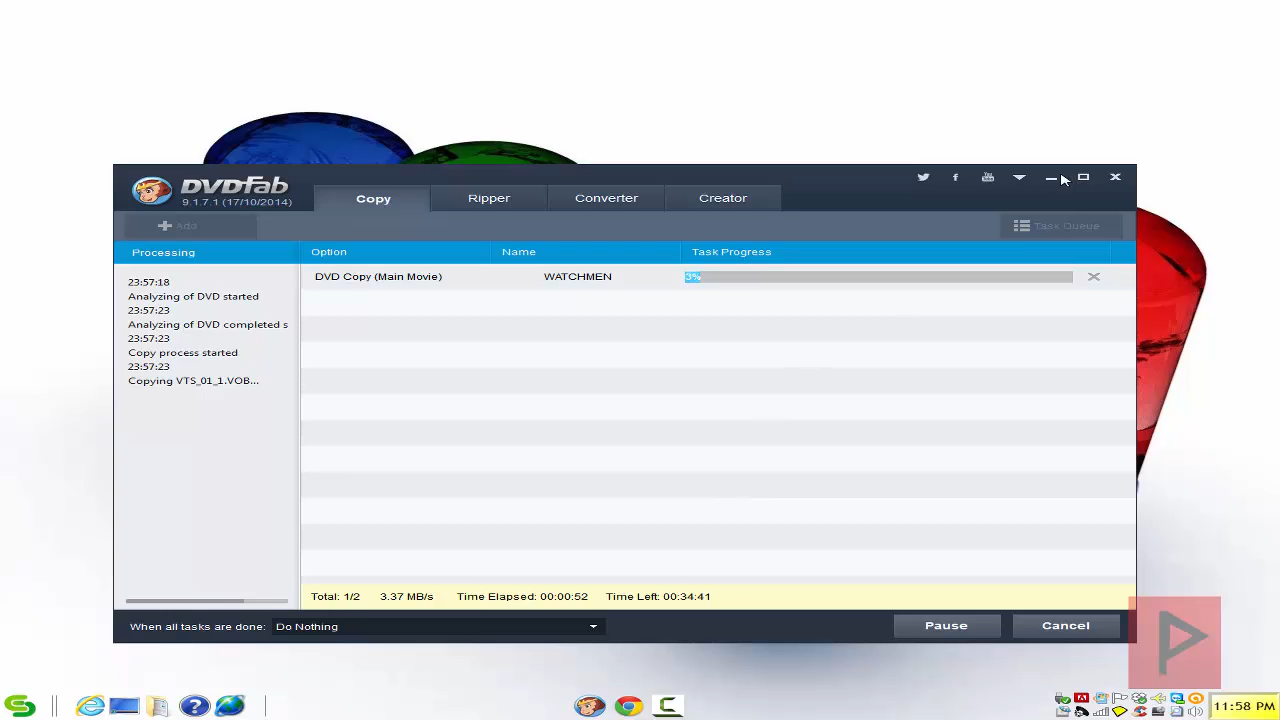 DVDFab
9.1.7.1 (17/10/2014)
Copy
Ripper
Converter
Creator
Add
Task Queue
Processing
Option
Name
Task Progress
23:57:18
Analyzing of DVD started
23:57:23
Analyzing of DVD completed s
23:57:23
Copy process started
23:57:23
Copying VTS_01_1.VOB...
DVD Copy (Main Movie)
WATCHMEN
3%
Total: 1/2
3.37 MB/s
Time Elapsed: 00:00:52
Time Left: 00:34:41
When all tasks are done:
Do Nothing
Pause
Cancel
P
11:58 PM